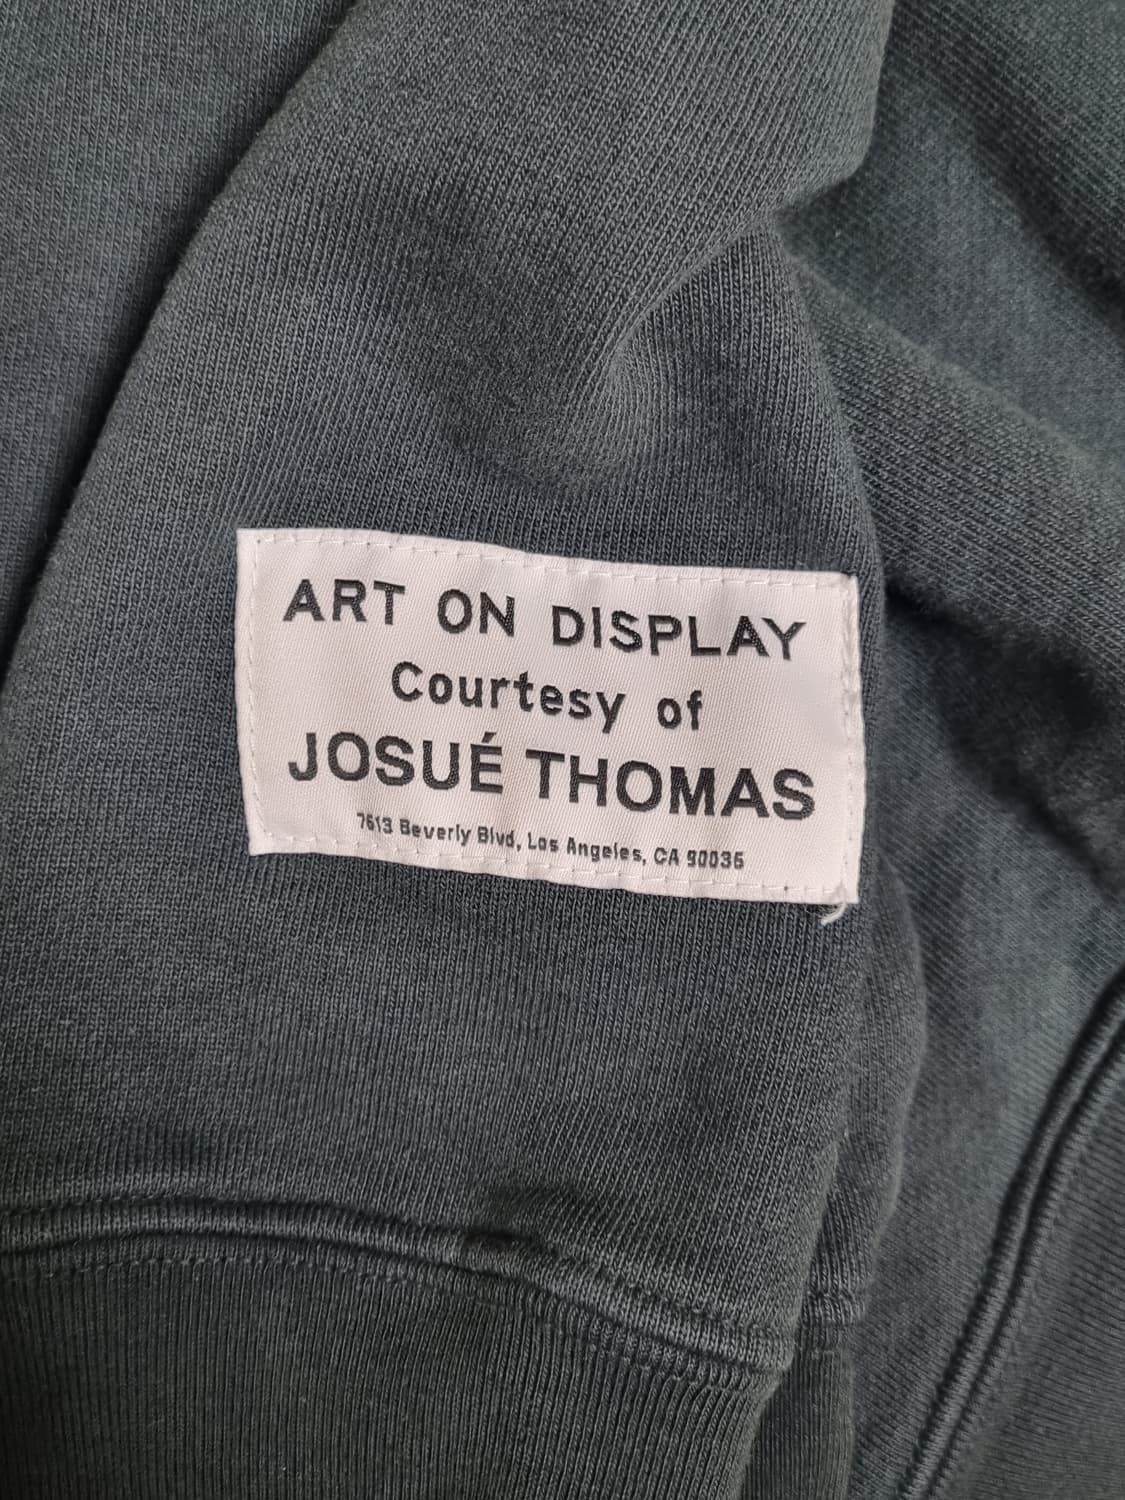 ART ON DISPLAY
Courtesy of
JOSUÉ THOMAS
7613 Beverly Blvd, Los Angeles, CA 90036